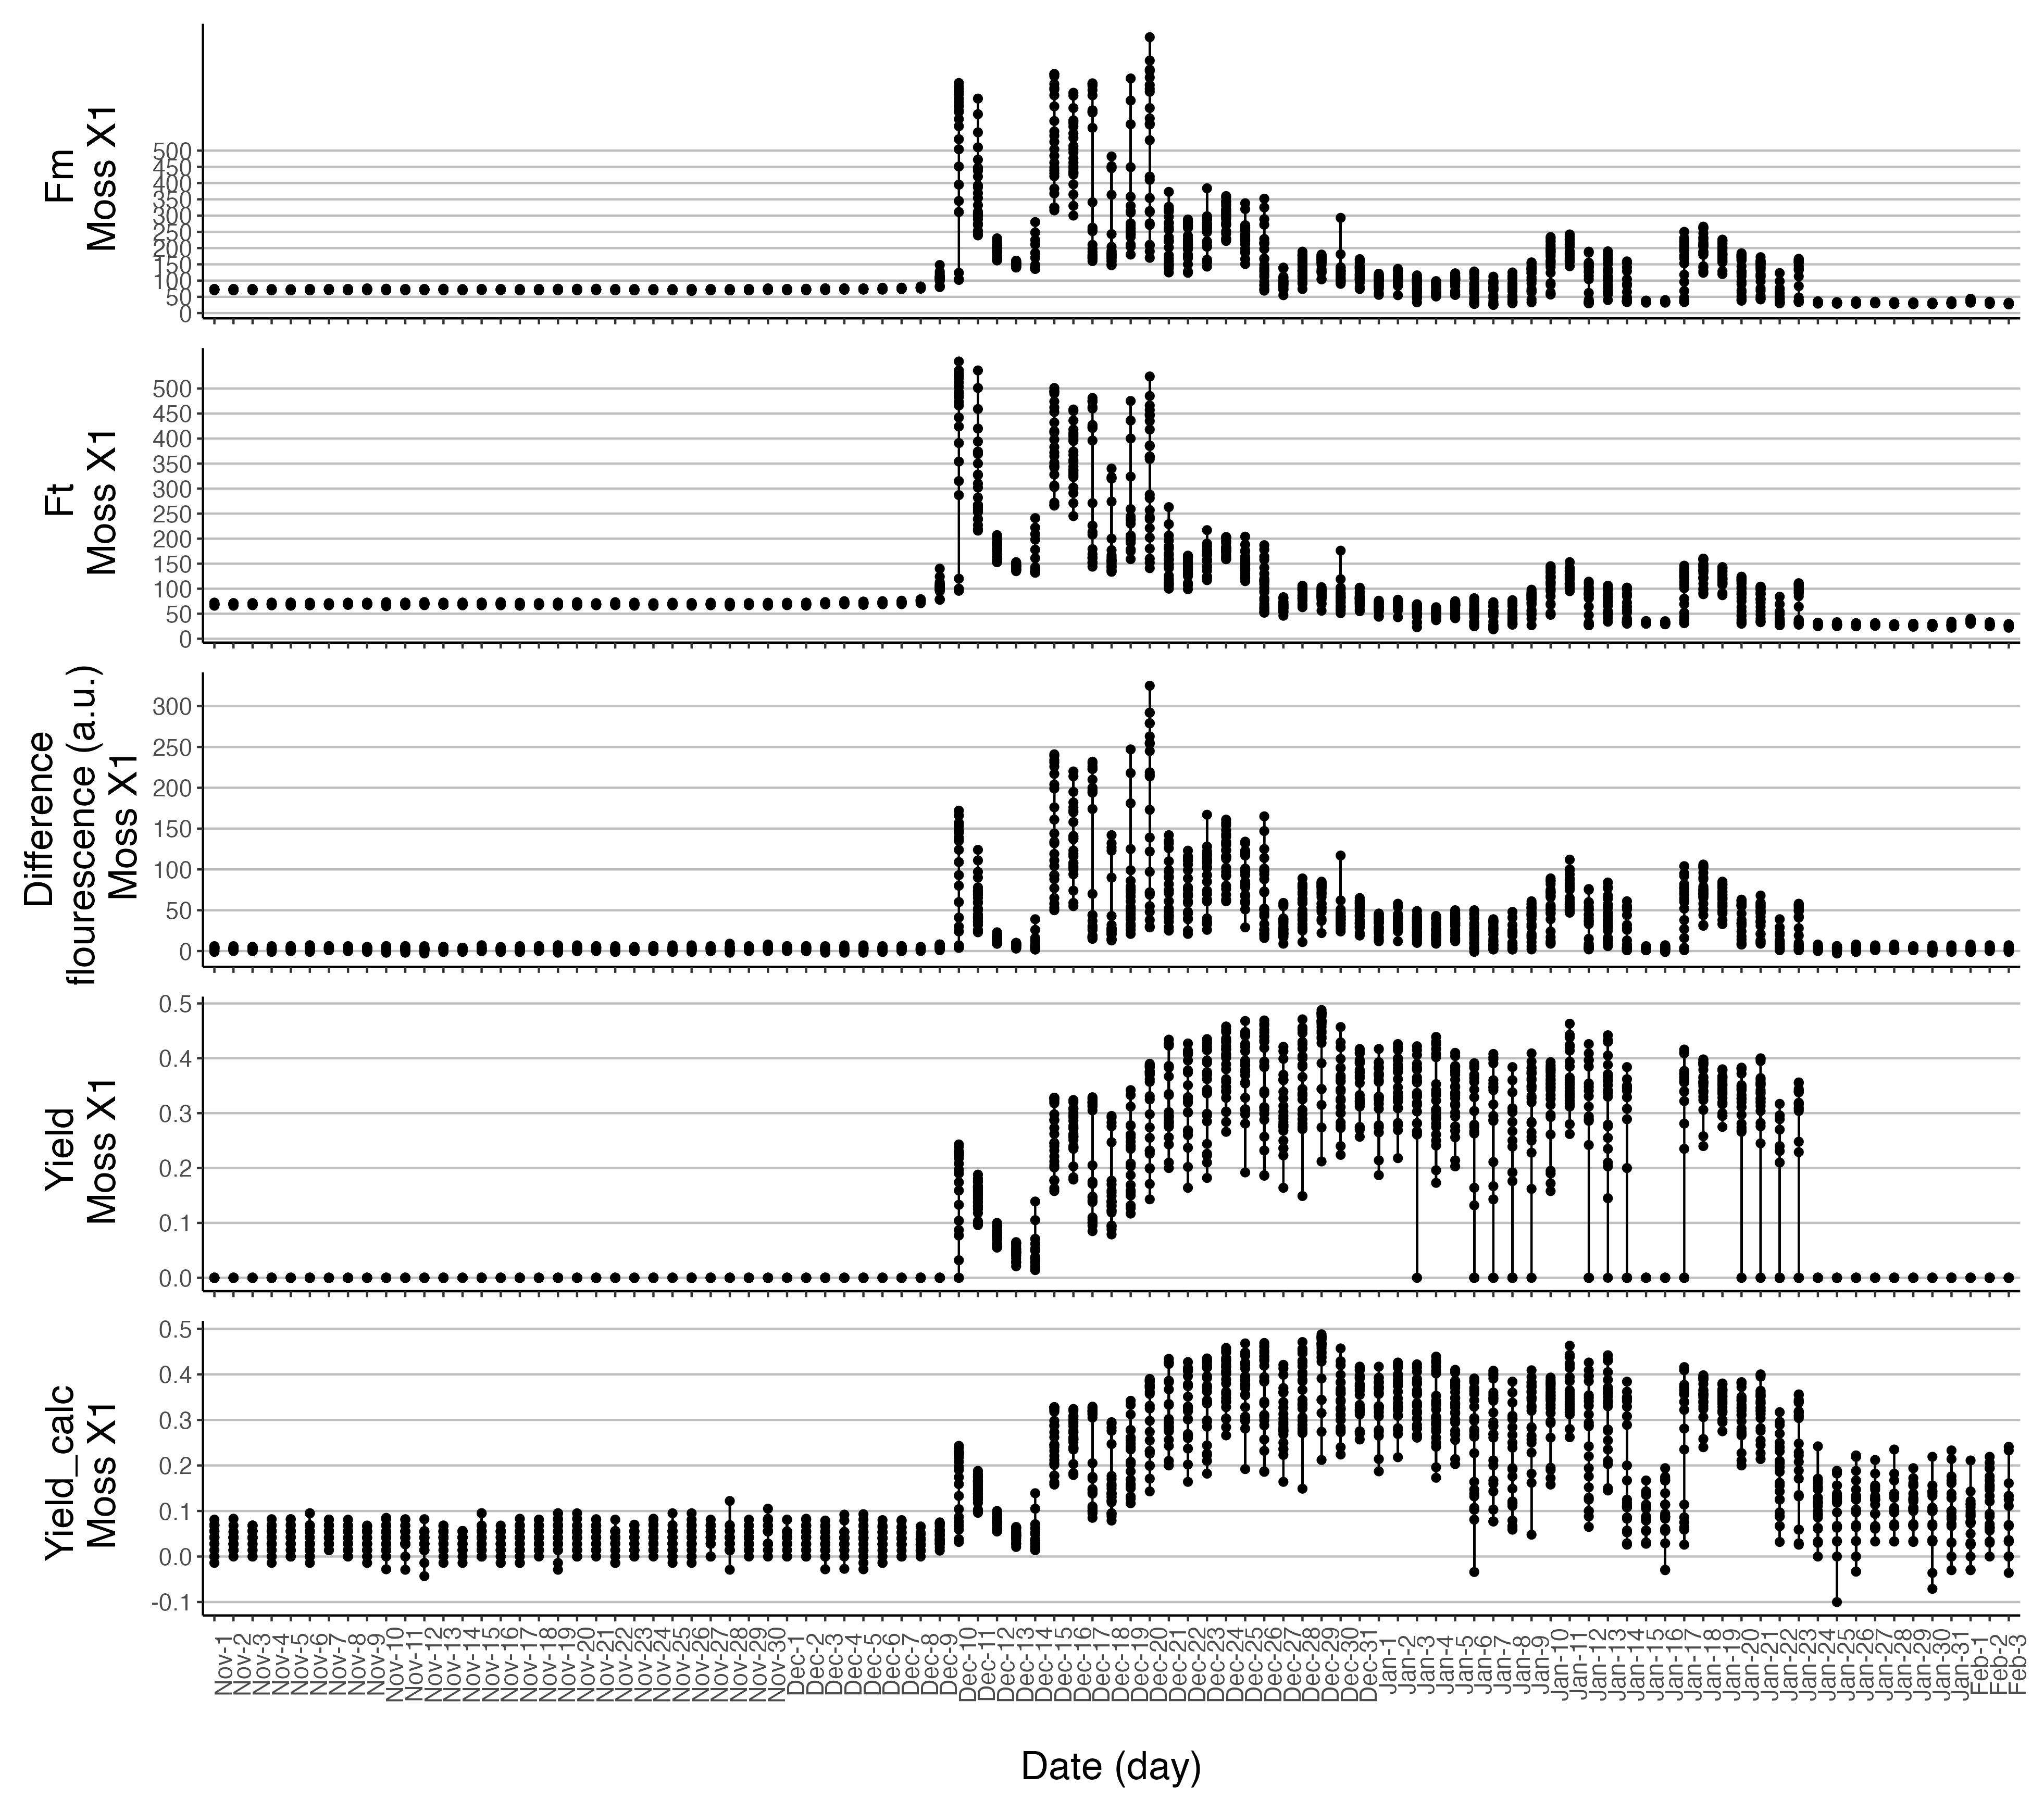 Fm
Moss X1
500
450
400
350
300
250
200
150
100
50
0
Ft
Moss X1
500
450
400
350
300
250
200
150
100
50
0
Difference
flourescence (a.u.)
Moss X1
300
250
200
150
100
50
0
Yield
Moss X1
0.5
0.4
0.3
0.2
0.1
0.0
Yield_calc
Moss X1
0.5
0.4
0.3
0.2
0.1
0.0
-0.1
Nov-1
Nov-2
Nov-3
Nov-4
Nov-5
Nov-6
Nov-7
Nov-8
Nov-9
Nov-10
Nov-11
Nov-12
Nov-13
Nov-14
Nov-15
Nov-16
Nov-17
Nov-18
Nov-19
Nov-20
Nov-21
Nov-22
Nov-23
Nov-24
Nov-25
Nov-26
Nov-27
Nov-28
Nov-29
Nov-30
Dec-1
Dec-2
Dec-3
Dec-4
Dec-5
Dec-6
Dec-7
Dec-8
Dec-9
Dec-10
Dec-11
Dec-12
Dec-13
Dec-14
Dec-15
Dec-16
Dec-17
Dec-18
Dec-19
Dec-20
Dec-21
Dec-22
Dec-23
Dec-24
Dec-25
Dec-26
Dec-27
Dec-28
Dec-29
Dec-30
Dec-31
Jan-1
Jan-2
Jan-3
Jan-4
Jan-5
Jan-6
Jan-7
Jan-8
Jan-9
Jan-10
Jan-11
Jan-12
Jan-13
Jan-14
Jan-15
Jan-16
Jan-17
Jan-18
Jan-19
Jan-20
Jan-21
Jan-22
Jan-23
Jan-24
Jan-25
Jan-26
Jan-27
Jan-28
Jan-29
Jan-30
Jan-31
Feb-1
Feb-2
Feb-3
Date (day)